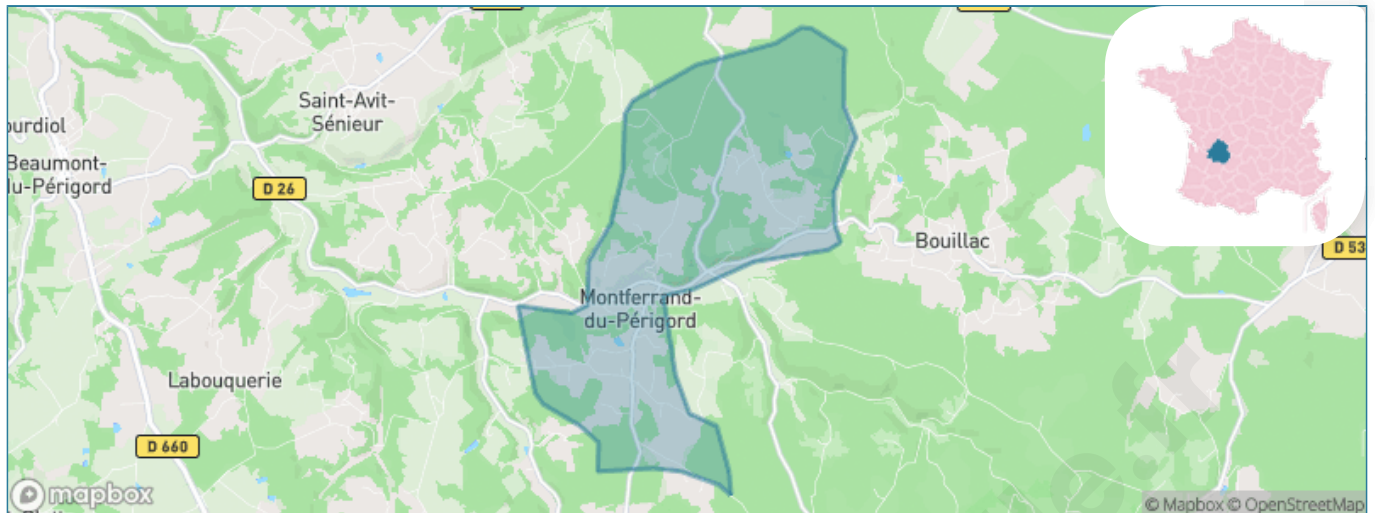 Saint-Avit-
Sénieur
ourdiol
Beaumont-
du-Périgord
D 26
Bouillac
D 53
Montferrand-
du-Périgord
Labouquerie
D 660
mapbox
© Mapbox © OpenStreetMap